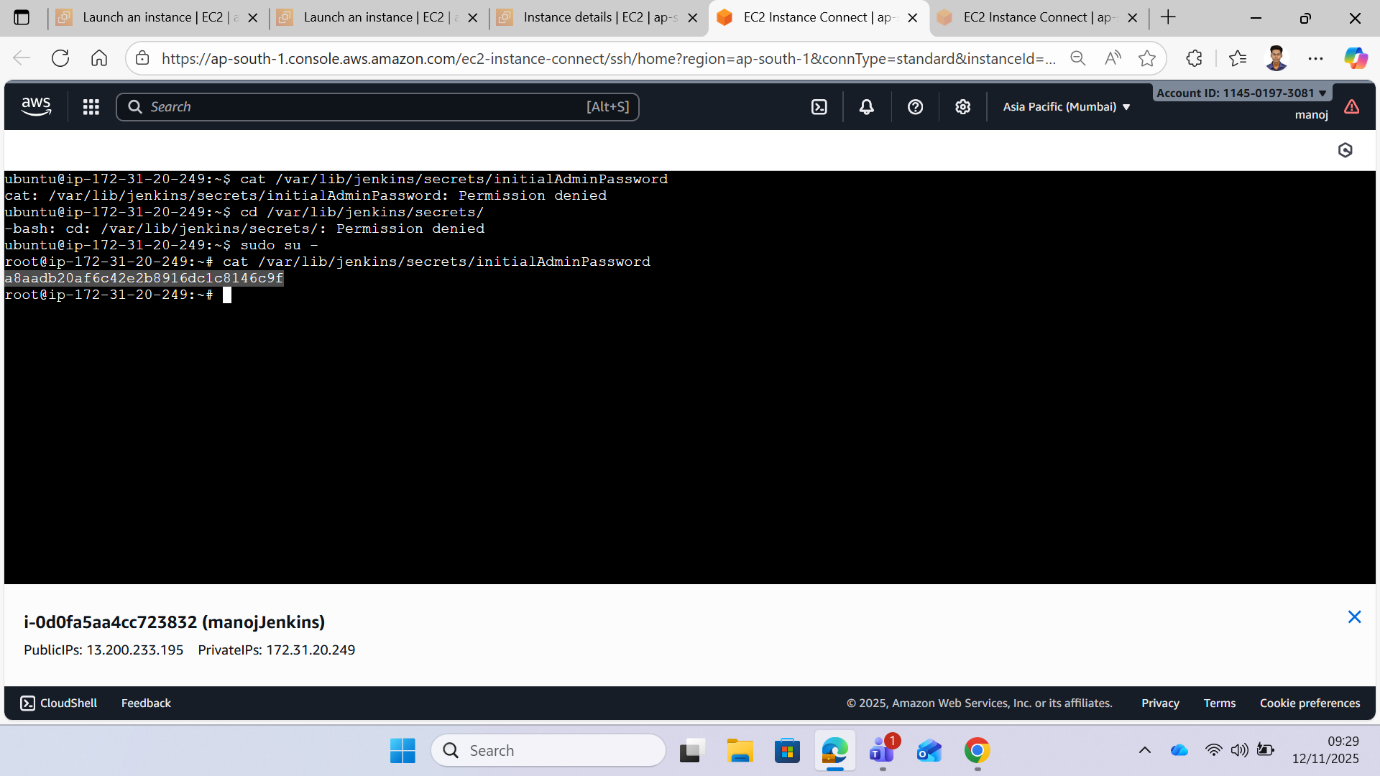 Launch an instance | EC2 | a
Launch an instance | EC2 | a
Instance details | EC2 | ap-s
EC2 Instance Connect | ap-
EC2 Instance Connect | ap-
https://ap-south-1.console.aws.amazon.com/ec2-instance-connect/ssh/home?region=ap-south-1&connType=standard&instanceId=...
aws
Search
[Alt+S]
Asia Pacific (Mumbai)
Account ID: 1145-0197-3081
manoj
ubuntu@ip-172-31-20-249:~$ cat /var/lib/jenkins/secrets/initialAdminPassword
cat: /var/lib/jenkins/secrets/initialAdminPassword: Permission denied
ubuntu@ip-172-31-20-249:~$ cd /var/lib/jenkins/secrets/
-bash: cd: /var/lib/jenkins/secrets/: Permission denied
ubuntu@ip-172-31-20-249:~$ sudo su -
root@ip-172-31-20-249:~# cat /var/lib/jenkins/secrets/initialAdminPassword
a8aadb20af6c42e2b8916dc1c8146c9f
root@ip-172-31-20-249:~#
i-0d0fa5aa4cc723832 (manojJenkins)
PublicIPs: 13.200.233.195 PrivateIPs: 172.31.20.249
CloudShell Feedback © 2025, Amazon Web Services, Inc. or its affiliates. Privacy Terms Cookie preferences
Search
1
09:29
12/11/2025